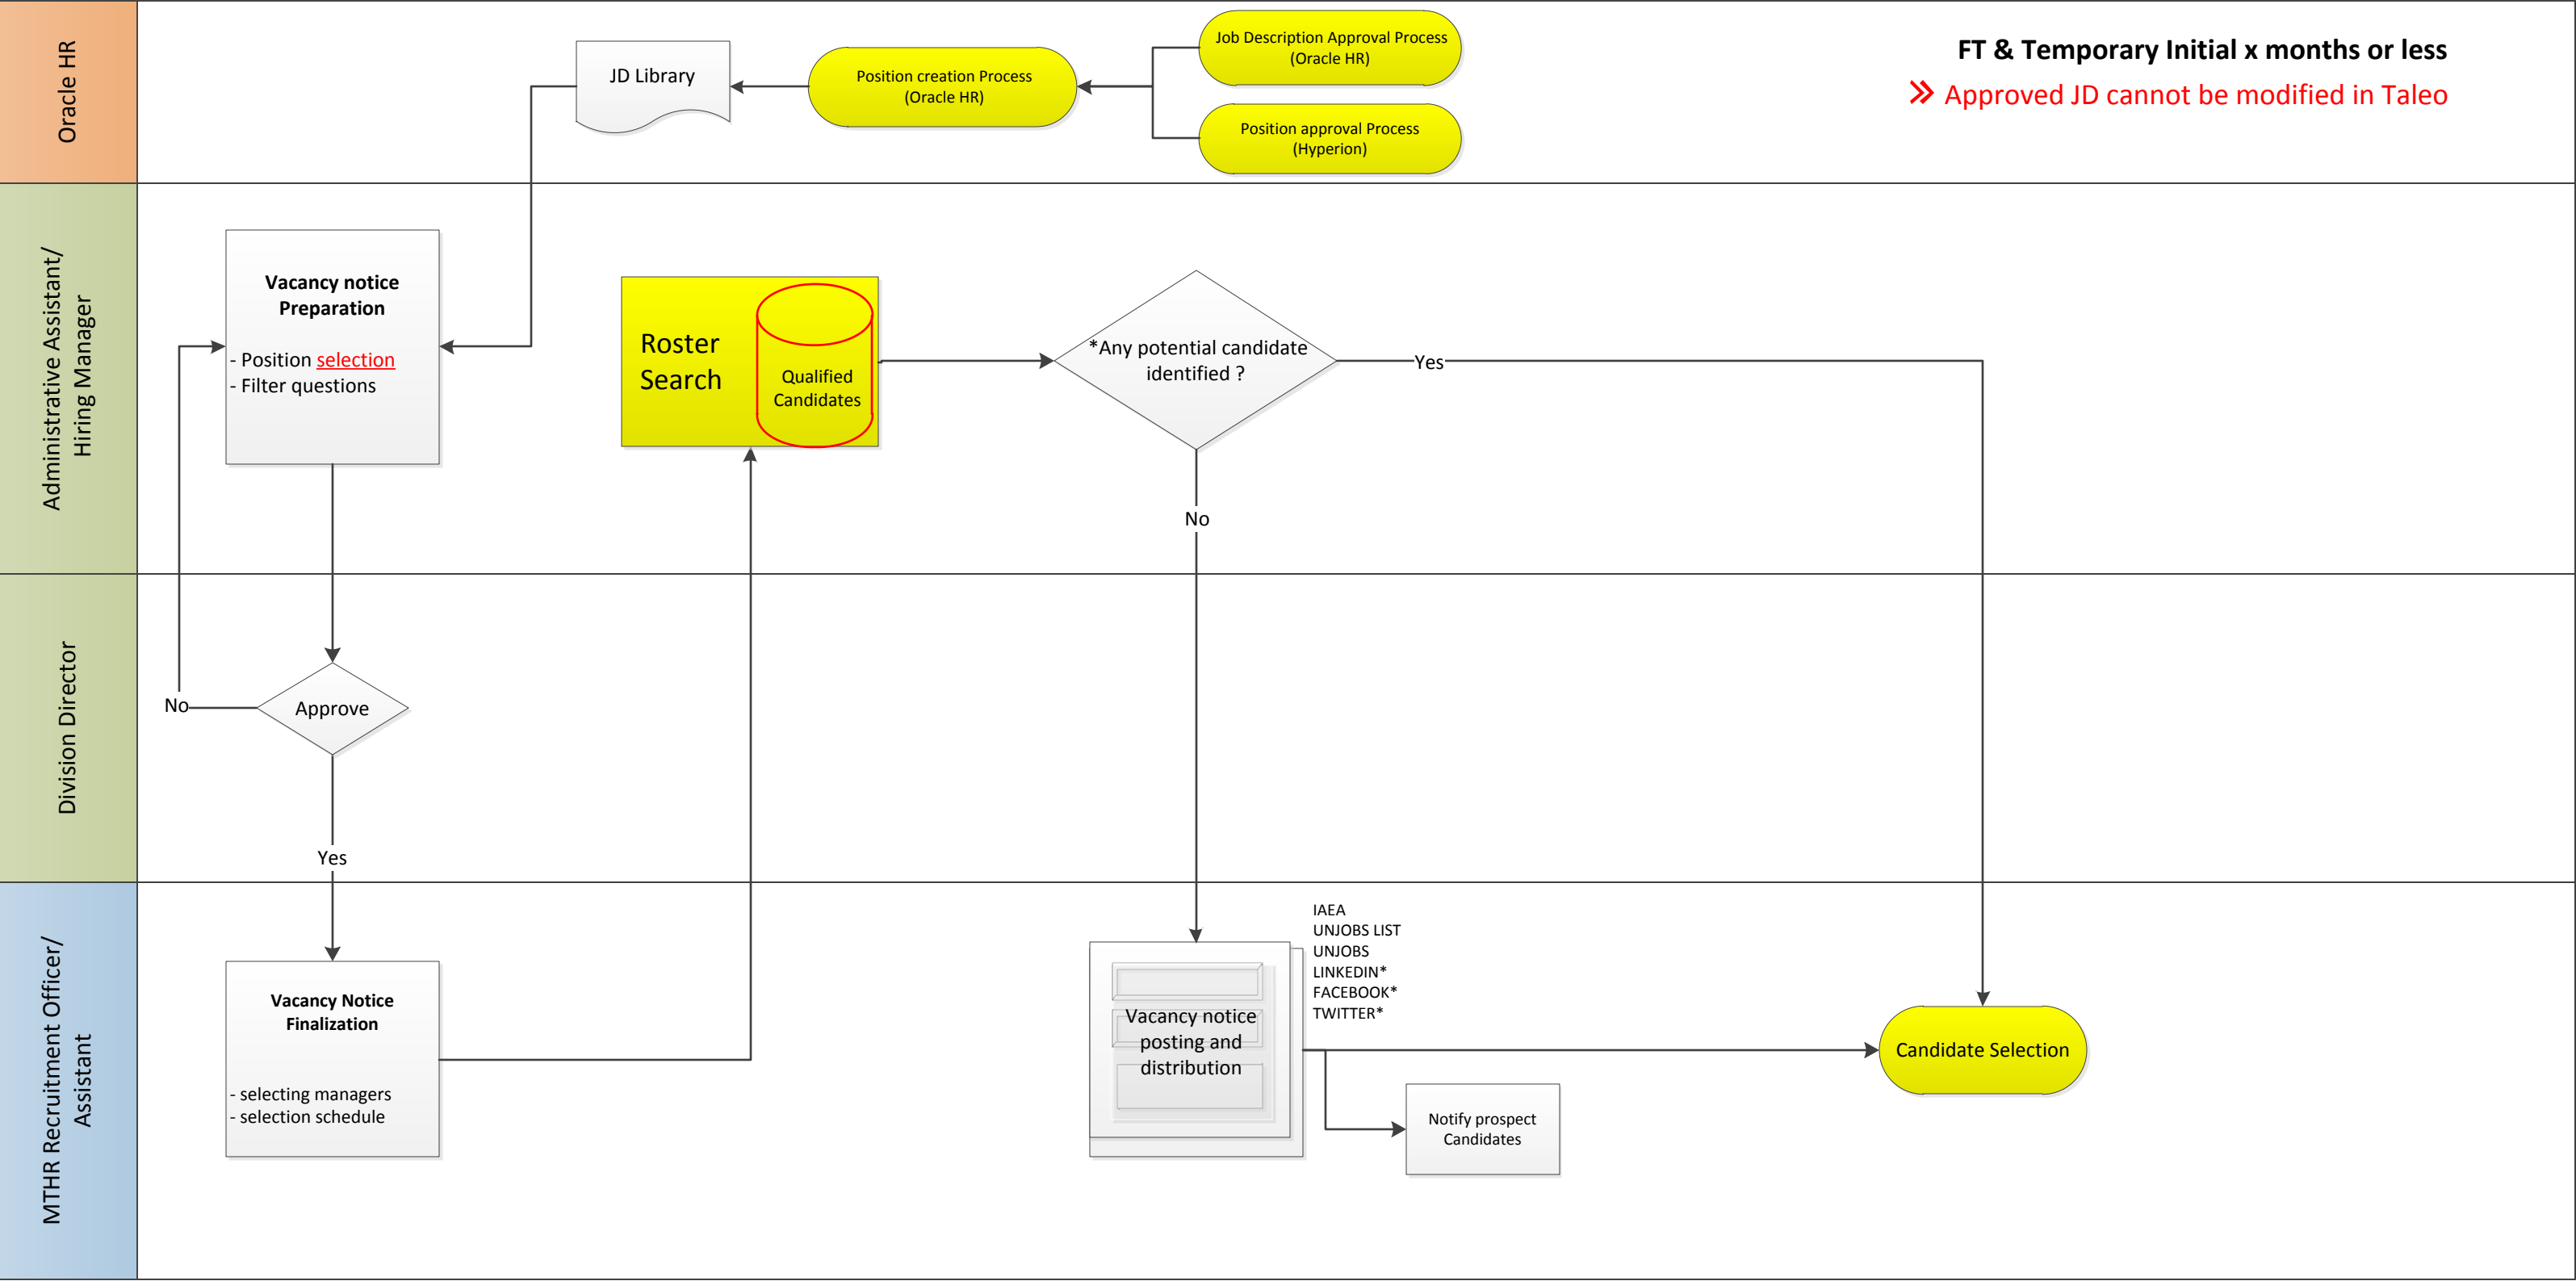 Oracle HR
JD Library
Position creation Process
(Oracle HR)
Job Description Approval Process
(Oracle HR)
Position approval Process
(Hyperion)
FT & Temporary Initial x months or less
Approved JD cannot be modified in Taleo
Administrative Assistant/
Hiring Manager
Vacancy notice
Preparation
- Position selection
- Filter questions
Roster
Search
Qualified
Candidates
*Any potential candidate
identified ?
Yes
No
Division Director
Approve
No
Yes
MTHR Recruitment Officer/
Assistant
Vacancy Notice
Finalization
- selecting managers
- selection schedule
Vacancy notice
posting and
distribution
IAEA
UNJOBS LIST
UNJOBS
LINKEDIN*
FACEBOOK*
TWITTER*
Notify prospect
Candidates
Candidate Selection